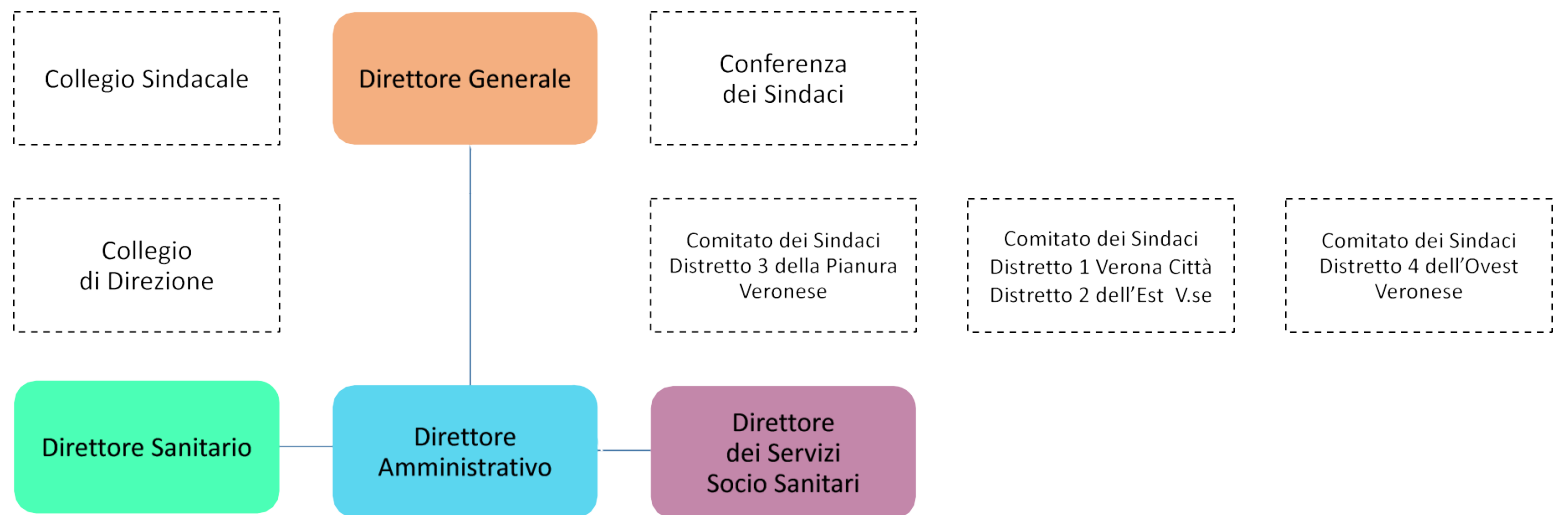 Collegio Sindacale
Direttore Generale
Conferenza
dei Sindaci
Collegio
di Direzione
Comitato dei Sindaci
Distretto 3 della Pianura
Veronese
Comitato dei Sindaci
Distretto 1 Verona Città
Distretto 2 dell’Est  V.se
Comitato dei Sindaci
Distretto 4 dell’Ovest
Veronese
Direttore Sanitario
Direttore
Amministrativo
Direttore
dei Servizi
Socio Sanitari